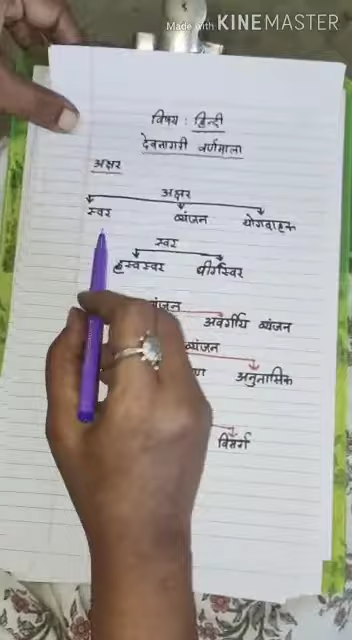 Made with KINEMASTER
विषय : हिन्दी
देवनागरी वर्णमाला
अक्षर
अक्षर
स्वर व्यंजन योगवाहक
स्वर
ह्रस्वस्वर दीर्घस्वर
व्यंजन
अवर्गीय व्यंजन
व्यंजन
अनुनासिक
विसर्ग